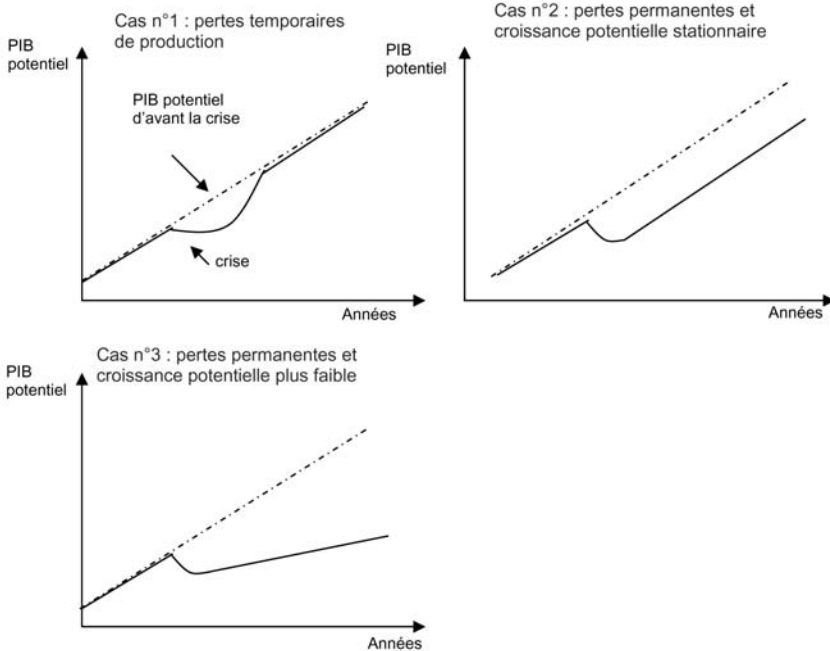 Cas n°1 : pertes temporaires
de production
PIB
potentiel
PIB potentiel
d'avant la crise
crise
Années
Cas n°2 : pertes permanentes et
croissance potentielle stationnaire
PIB
potentiel
Années
Cas n°3 : pertes permanentes et
croissance potentielle plus faible
PIB
potentiel
Années